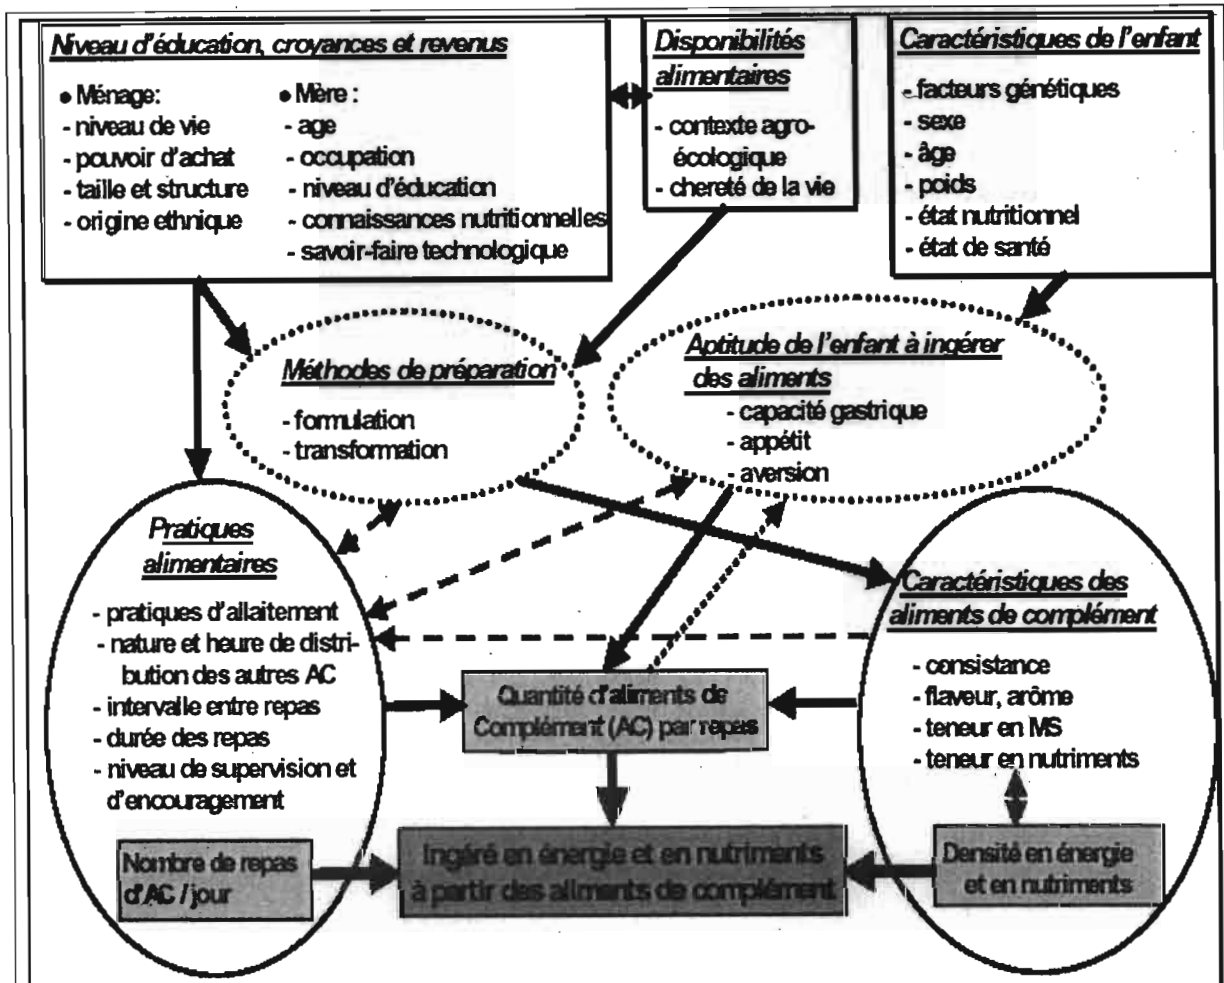 Niveau d'éducation, croyances et revenus
• Ménage:
- niveau de vie
- pouvoir d'achat
- taille et structure
- origine ethnique
• Mère :
- age
- occupation
- niveau d'éducation
- connaissances nutritionnelles
- savoir-faire technologique
Disponibilités
alimentaires
- contexte agro-
écologique
- chereté de la vie
Caractéristiques de l'enfant
- facteurs génétiques
- sexe
- âge
- poids
- état nutritionnel
- état de santé
Méthodes de préparation
- formulation
- transformation
Aptitude de l'enfant à ingérer
des aliments
- capacité gastrique
- appétit
- aversion
Pratiques
alimentaires
- pratiques d'allaitement
- nature et heure de distri-
bution des autres AC
- intervalle entre repas
- durée des repas
- niveau de supervision et
d'encouragement
Caractéristiques des
aliments de complément
- consistance
- flaveur, arôme
- teneur en MS
- teneur en nutriments
Quantité d'aliments de
Complément (AC) par repas
Nombre de repas
d'AC / jour
Ingéré en énergie et en nutriments
à partir des aliments de complément
Densité en énergie
et en nutriments